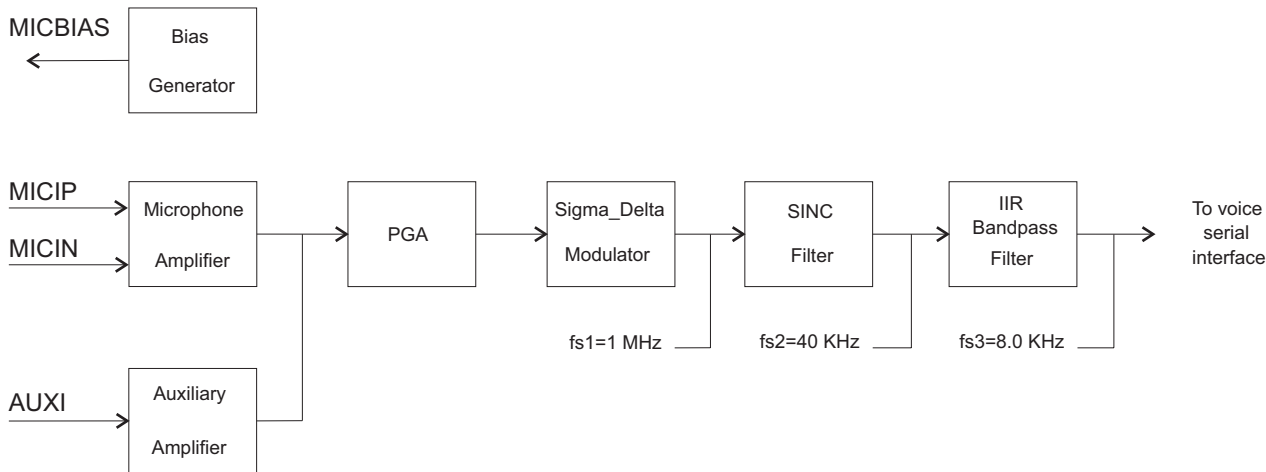 MICBIAS
Bias
Generator
MICIP
MICIN
Microphone
Amplifier
PGA
Sigma_Delta
Modulator
SINC
Filter
IIR
Bandpass
Filter
To voice
serial
interface
fs1=1 MHz
fs2=40 KHz
fs3=8.0 KHz
AUXI
Auxiliary
Amplifier